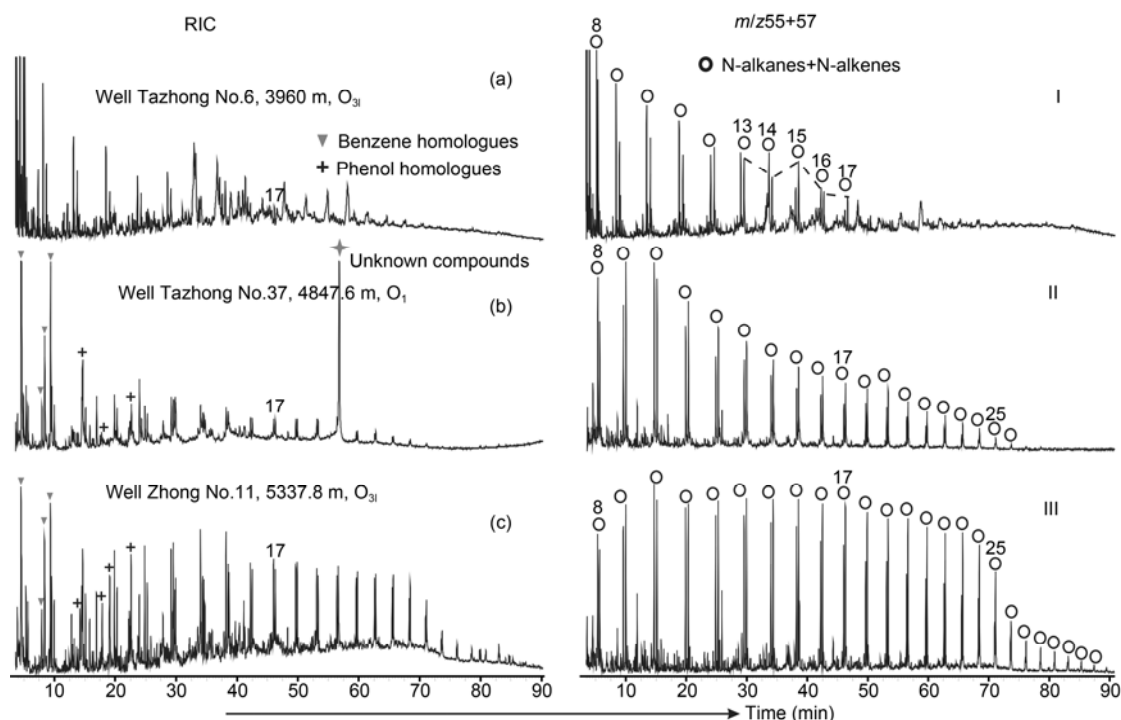 RIC
m/z55+57
8
(a)
N-alkanes+N-alkenes
I
Well Tazhong No.6, 3960 m, O3l
Benzene homologues
Phenol homologues
13
14
15
16
17
17
Unknown compounds
8
Well Tazhong No.37, 4847.6 m, O1
(b)
II
17
17
25
Well Zhong No.11, 5337.8 m, O3l
(c)
8
17
III
17
25
10 20 30 40 50 60 70 80 90
10 20 30 40 50 60 70 80 90
Time (min)